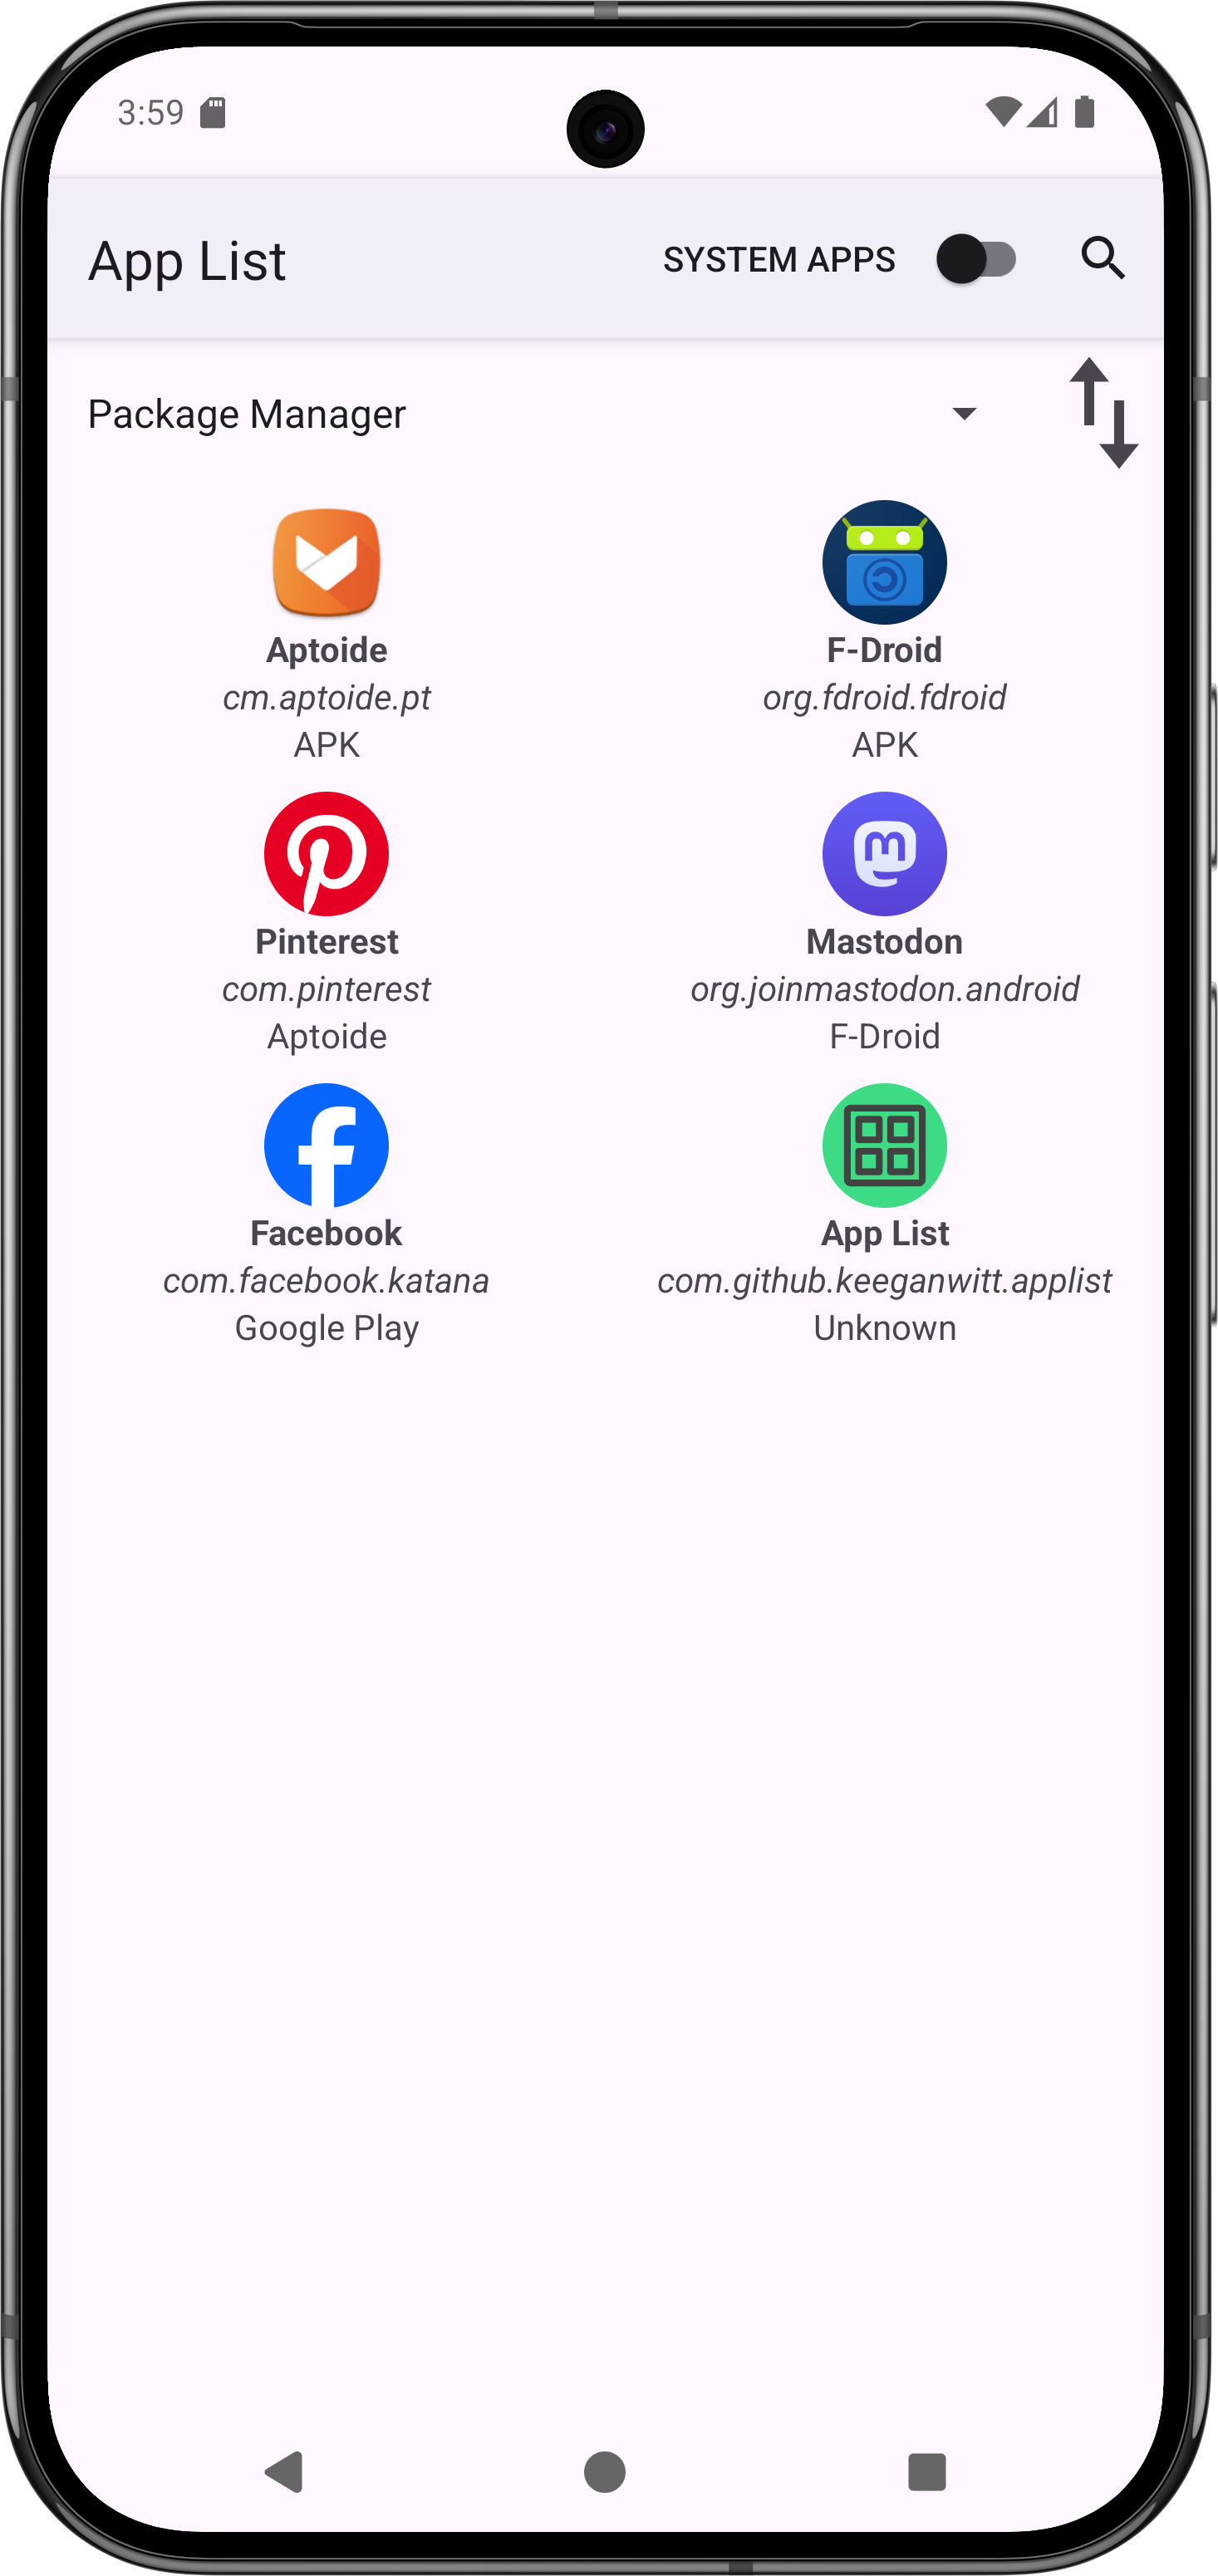 3:59
App List
SYSTEM APPS
Package Manager
Aptoide
cm.aptoide.pt
APK
F-Droid
org.fdroid.fdroid
APK
Pinterest
com.pinterest
Aptoide
Mastodon
org.joinmastodon.android
F-Droid
Facebook
com.facebook.katana
Google Play
App List
com.github.keeganwitt.applist
Unknown